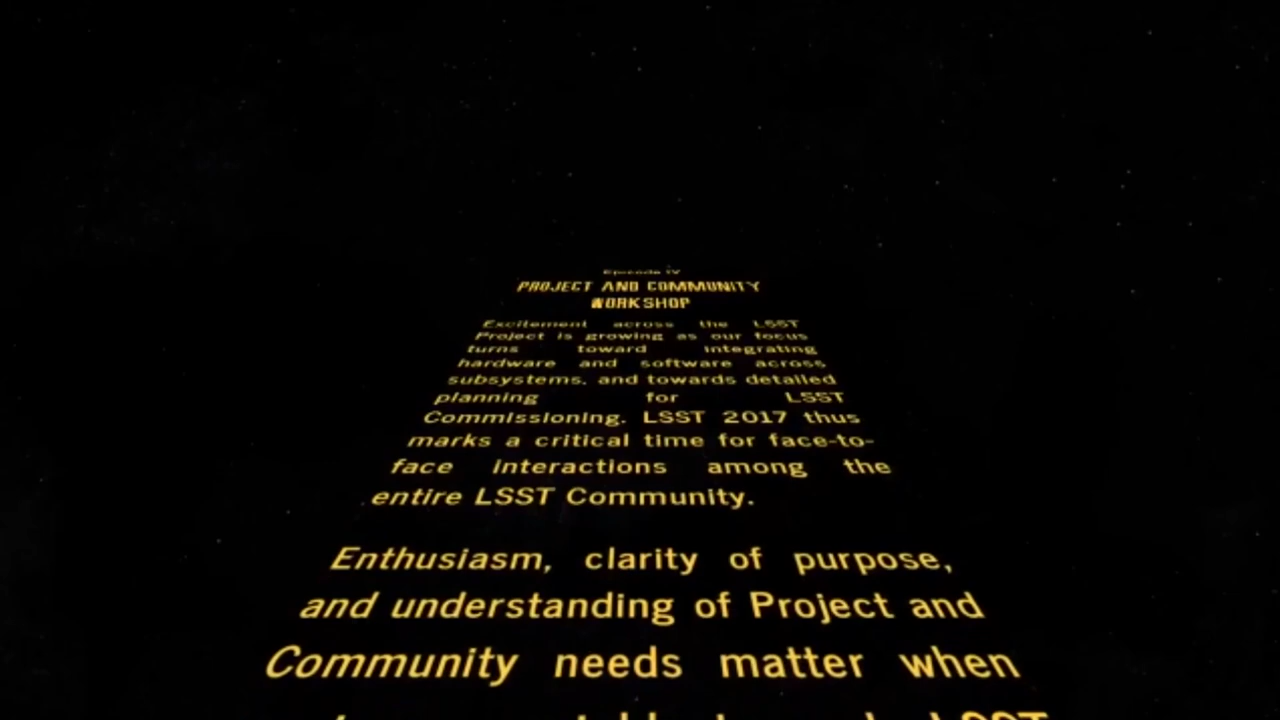 Episode IV
PROJECT AND COMMUNITY
WORKSHOP
Excitement across the LSST
Project is growing as our focus
turns toward integrating
hardware and software across
subsystems, and towards detailed
planning for LSST
Commissioning. LSST 2017 thus
marks a critical time for face-to-
face interactions among the
entire LSST Community.
Enthusiasm, clarity of purpose,
and understanding of Project and
Community needs matter when
LSST